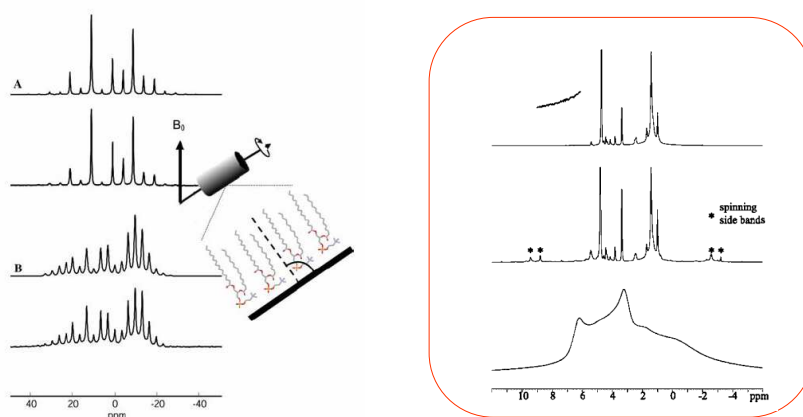 A
B₀
B
40 20 0 -20 -40
ppm
* spinning
side bands
* * * *
10 8 6 4 2 0 -2 -4 ppm